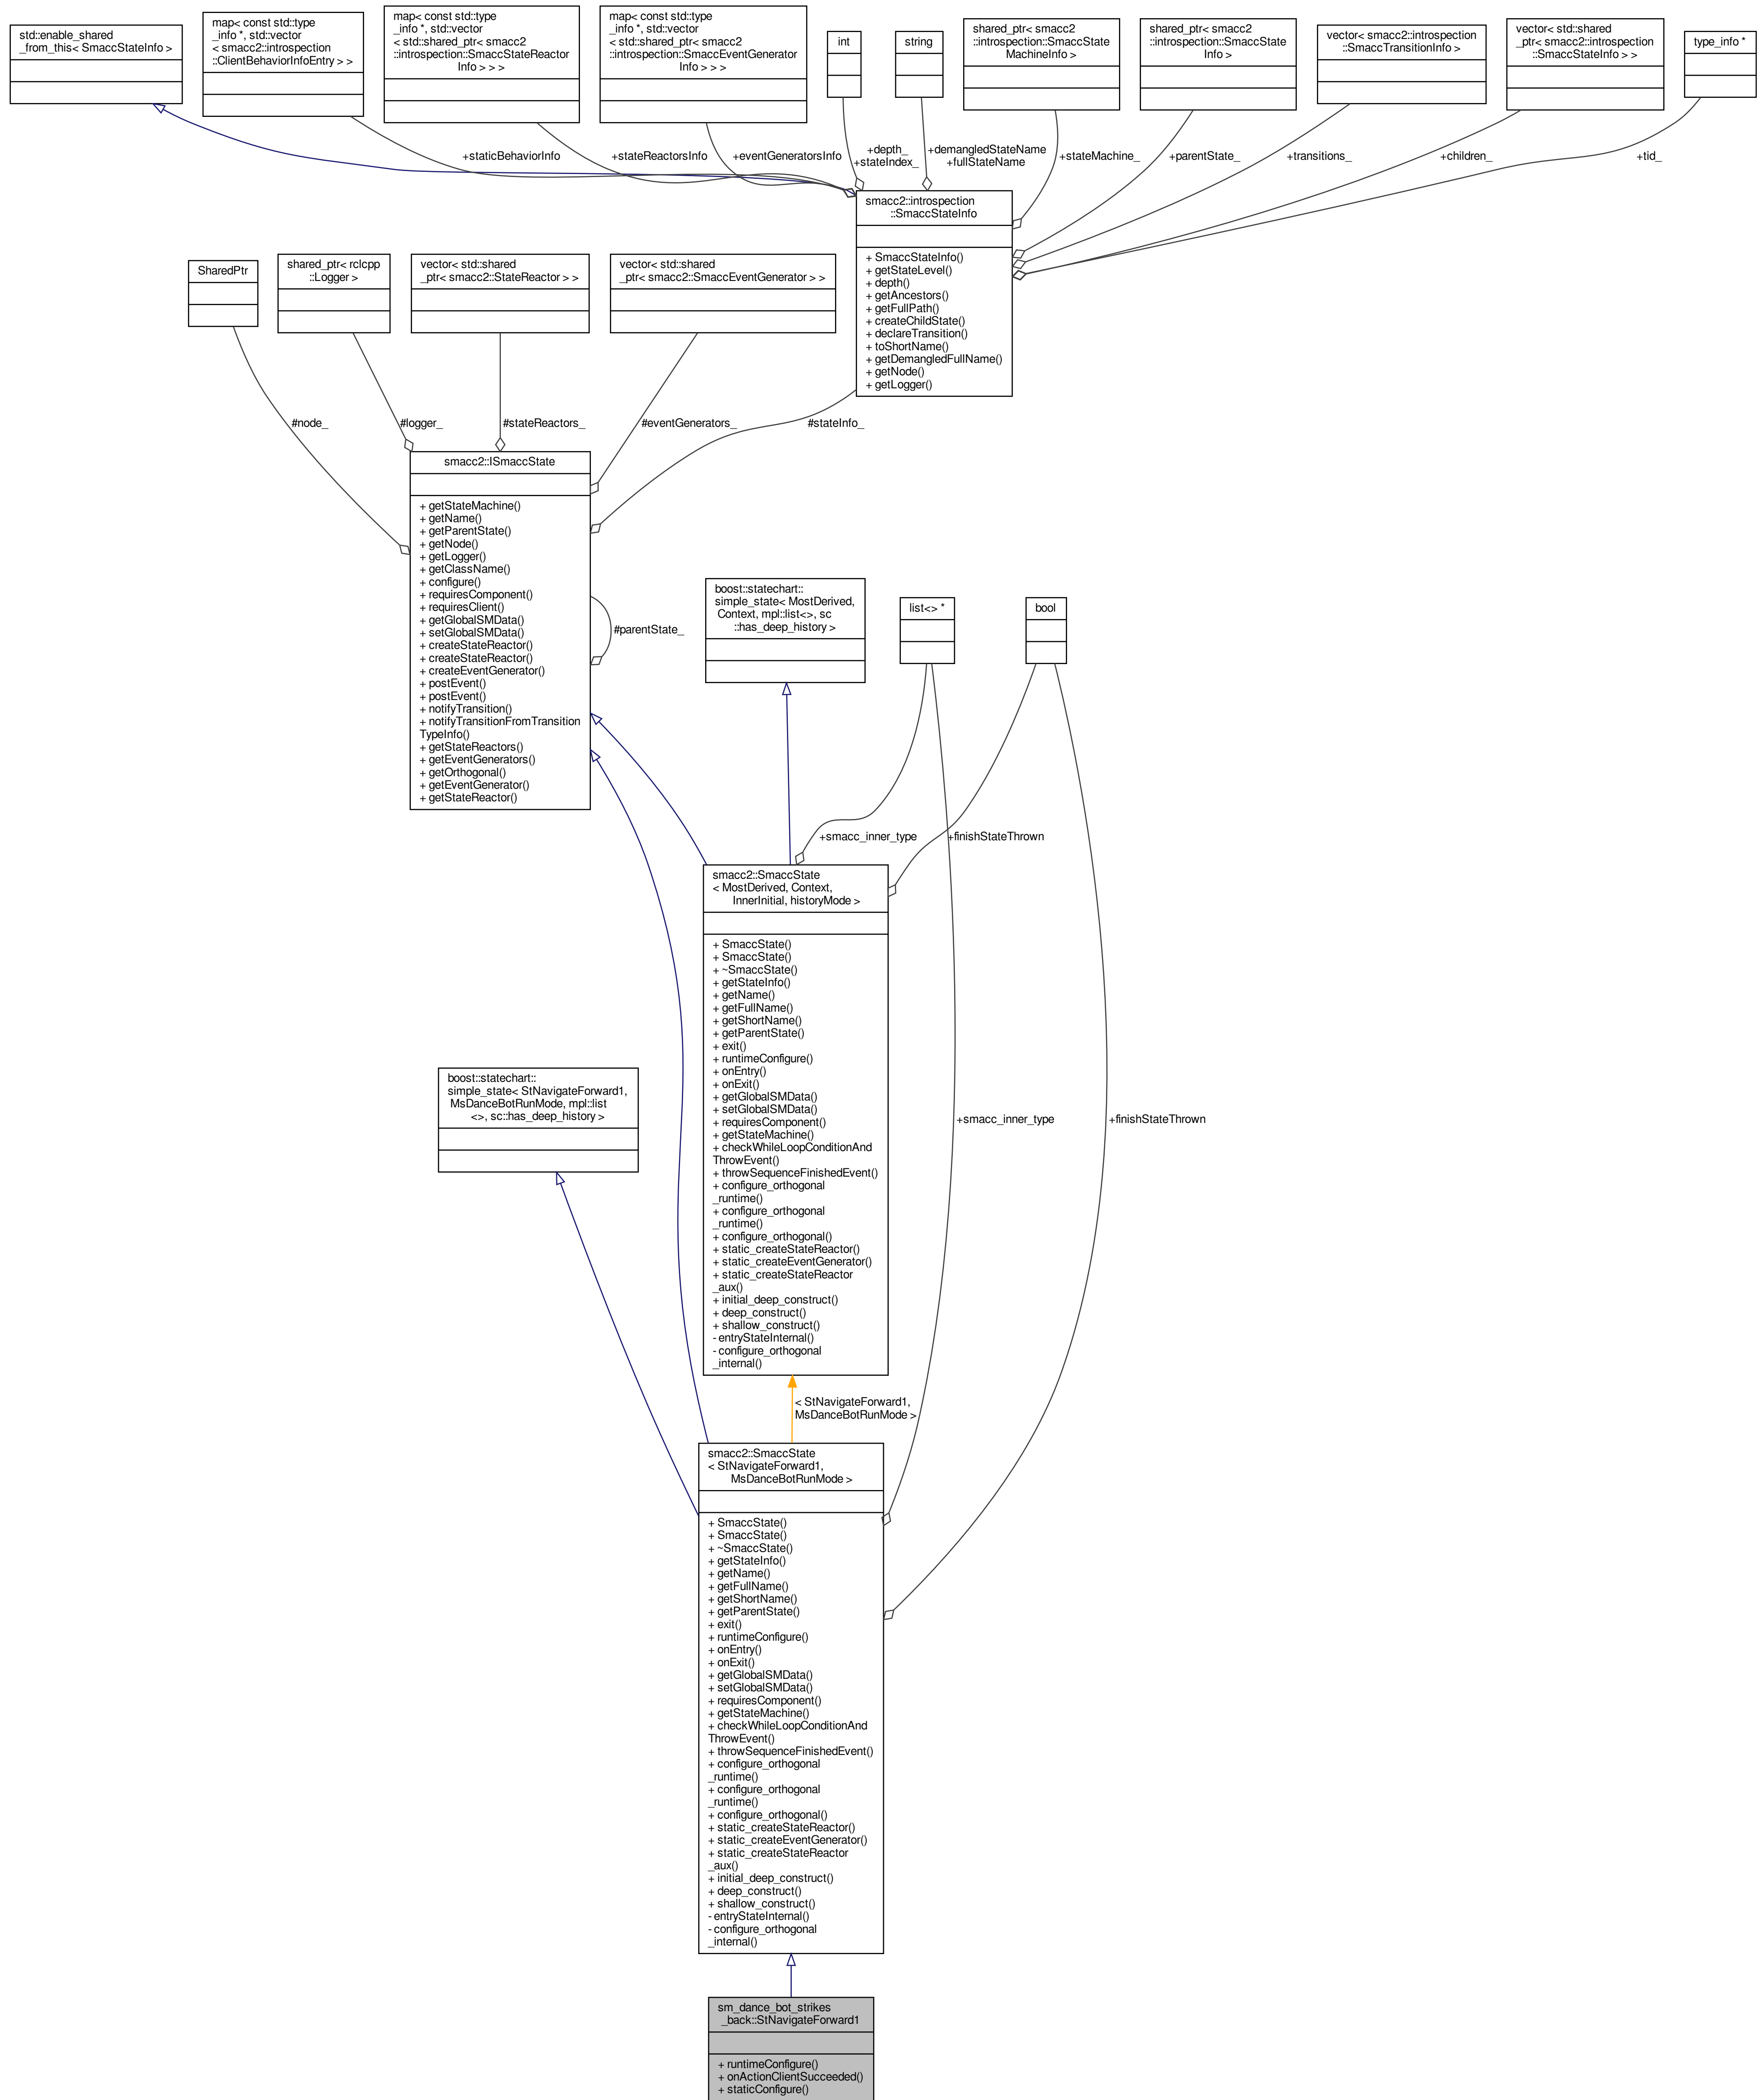 std::enable_shared
_from_this< SmaccStateInfo >
map< const std::type
_info *, std::vector
< smacc2::introspection
::ClientBehaviorInfoEntry > >
map< const std::type
_info *, std::vector
< std::shared_ptr< smacc2
::introspection::SmaccStateReactor
Info > > >
map< const std::type
_info *, std::vector
< std::shared_ptr< smacc2
::introspection::SmaccEventGenerator
Info > > >
int
string
shared_ptr< smacc2
::introspection::SmaccState
MachineInfo >
shared_ptr< smacc2
::introspection::SmaccState
Info >
vector< smacc2::introspection
::SmaccTransitionInfo >
vector< std::shared
_ptr< smacc2::introspection
::SmaccStateInfo > >
type_info *
+staticBehaviorInfo
+stateReactorsInfo
+eventGeneratorsInfo
+depth_
+stateIndex_
+demangledStateName
+fullStateName
+stateMachine_
+parentState_
+transitions_
+children_
+tid_
smacc2::introspection
::SmaccStateInfo
+ SmaccStateInfo()
+ getStateLevel()
+ depth()
+ getAncestors()
+ getFullPath()
+ createChildState()
+ declareTransition()
+ toShortName()
+ getDemangledFullName()
+ getNode()
+ getLogger()
SharedPtr
shared_ptr< rclcpp
::Logger >
vector< std::shared
_ptr< smacc2::StateReactor > >
vector< std::shared
_ptr< smacc2::SmaccEventGenerator > >
#node_
#logger_
#stateReactors_
#eventGenerators_
#stateInfo_
smacc2::ISmaccState
+ getStateMachine()
+ getName()
+ getParentState()
+ getNode()
+ getLogger()
+ getClassName()
+ configure()
+ requiresComponent()
+ requiresClient()
+ getGlobalSMData()
+ setGlobalSMData()
+ createStateReactor()
+ createStateReactor()
+ createEventGenerator()
+ postEvent()
+ postEvent()
+ notifyTransition()
+ notifyTransitionFromTransition
TypeInfo()
+ getStateReactors()
+ getEventGenerators()
+ getOrthogonal()
+ getEventGenerator()
+ getStateReactor()
#parentState_
boost::statechart::
simple_state< MostDerived,
Context, mpl::list<>, sc
::has_deep_history >
list<> *
bool
+smacc_inner_type
+finishStateThrown
smacc2::SmaccState
< MostDerived, Context,
InnerInitial, historyMode >
+ SmaccState()
+ SmaccState()
+ ~SmaccState()
+ getStateInfo()
+ getName()
+ getFullName()
+ getShortName()
+ getParentState()
+ exit()
+ runtimeConfigure()
+ onEntry()
+ onExit()
+ getGlobalSMData()
+ setGlobalSMData()
+ requiresComponent()
+ getStateMachine()
+ checkWhileLoopConditionAnd
ThrowEvent()
+ throwSequenceFinishedEvent()
+ configure_orthogonal
_runtime()
+ configure_orthogonal
_runtime()
+ configure_orthogonal()
+ static_createStateReactor()
+ static_createEventGenerator()
+ static_createStateReactor
_aux()
+ initial_deep_construct()
+ deep_construct()
+ shallow_construct()
- entryStateInternal()
- configure_orthogonal
_internal()
boost::statechart::
simple_state< StNavigateForward1,
MsDanceBotRunMode, mpl::list
<>, sc::has_deep_history >
+smacc_inner_type
+finishStateThrown
< StNavigateForward1,
MsDanceBotRunMode >
smacc2::SmaccState
< StNavigateForward1,
MsDanceBotRunMode >
+ SmaccState()
+ SmaccState()
+ ~SmaccState()
+ getStateInfo()
+ getName()
+ getFullName()
+ getShortName()
+ getParentState()
+ exit()
+ runtimeConfigure()
+ onEntry()
+ onExit()
+ getGlobalSMData()
+ setGlobalSMData()
+ requiresComponent()
+ getStateMachine()
+ checkWhileLoopConditionAnd
ThrowEvent()
+ throwSequenceFinishedEvent()
+ configure_orthogonal
_runtime()
+ configure_orthogonal
_runtime()
+ configure_orthogonal()
+ static_createStateReactor()
+ static_createEventGenerator()
+ static_createStateReactor
_aux()
+ initial_deep_construct()
+ deep_construct()
+ shallow_construct()
- entryStateInternal()
- configure_orthogonal
_internal()
sm_dance_bot_strikes
_back::StNavigateForward1
+ runtimeConfigure()
+ onActionClientSucceeded()
+ staticConfigure()